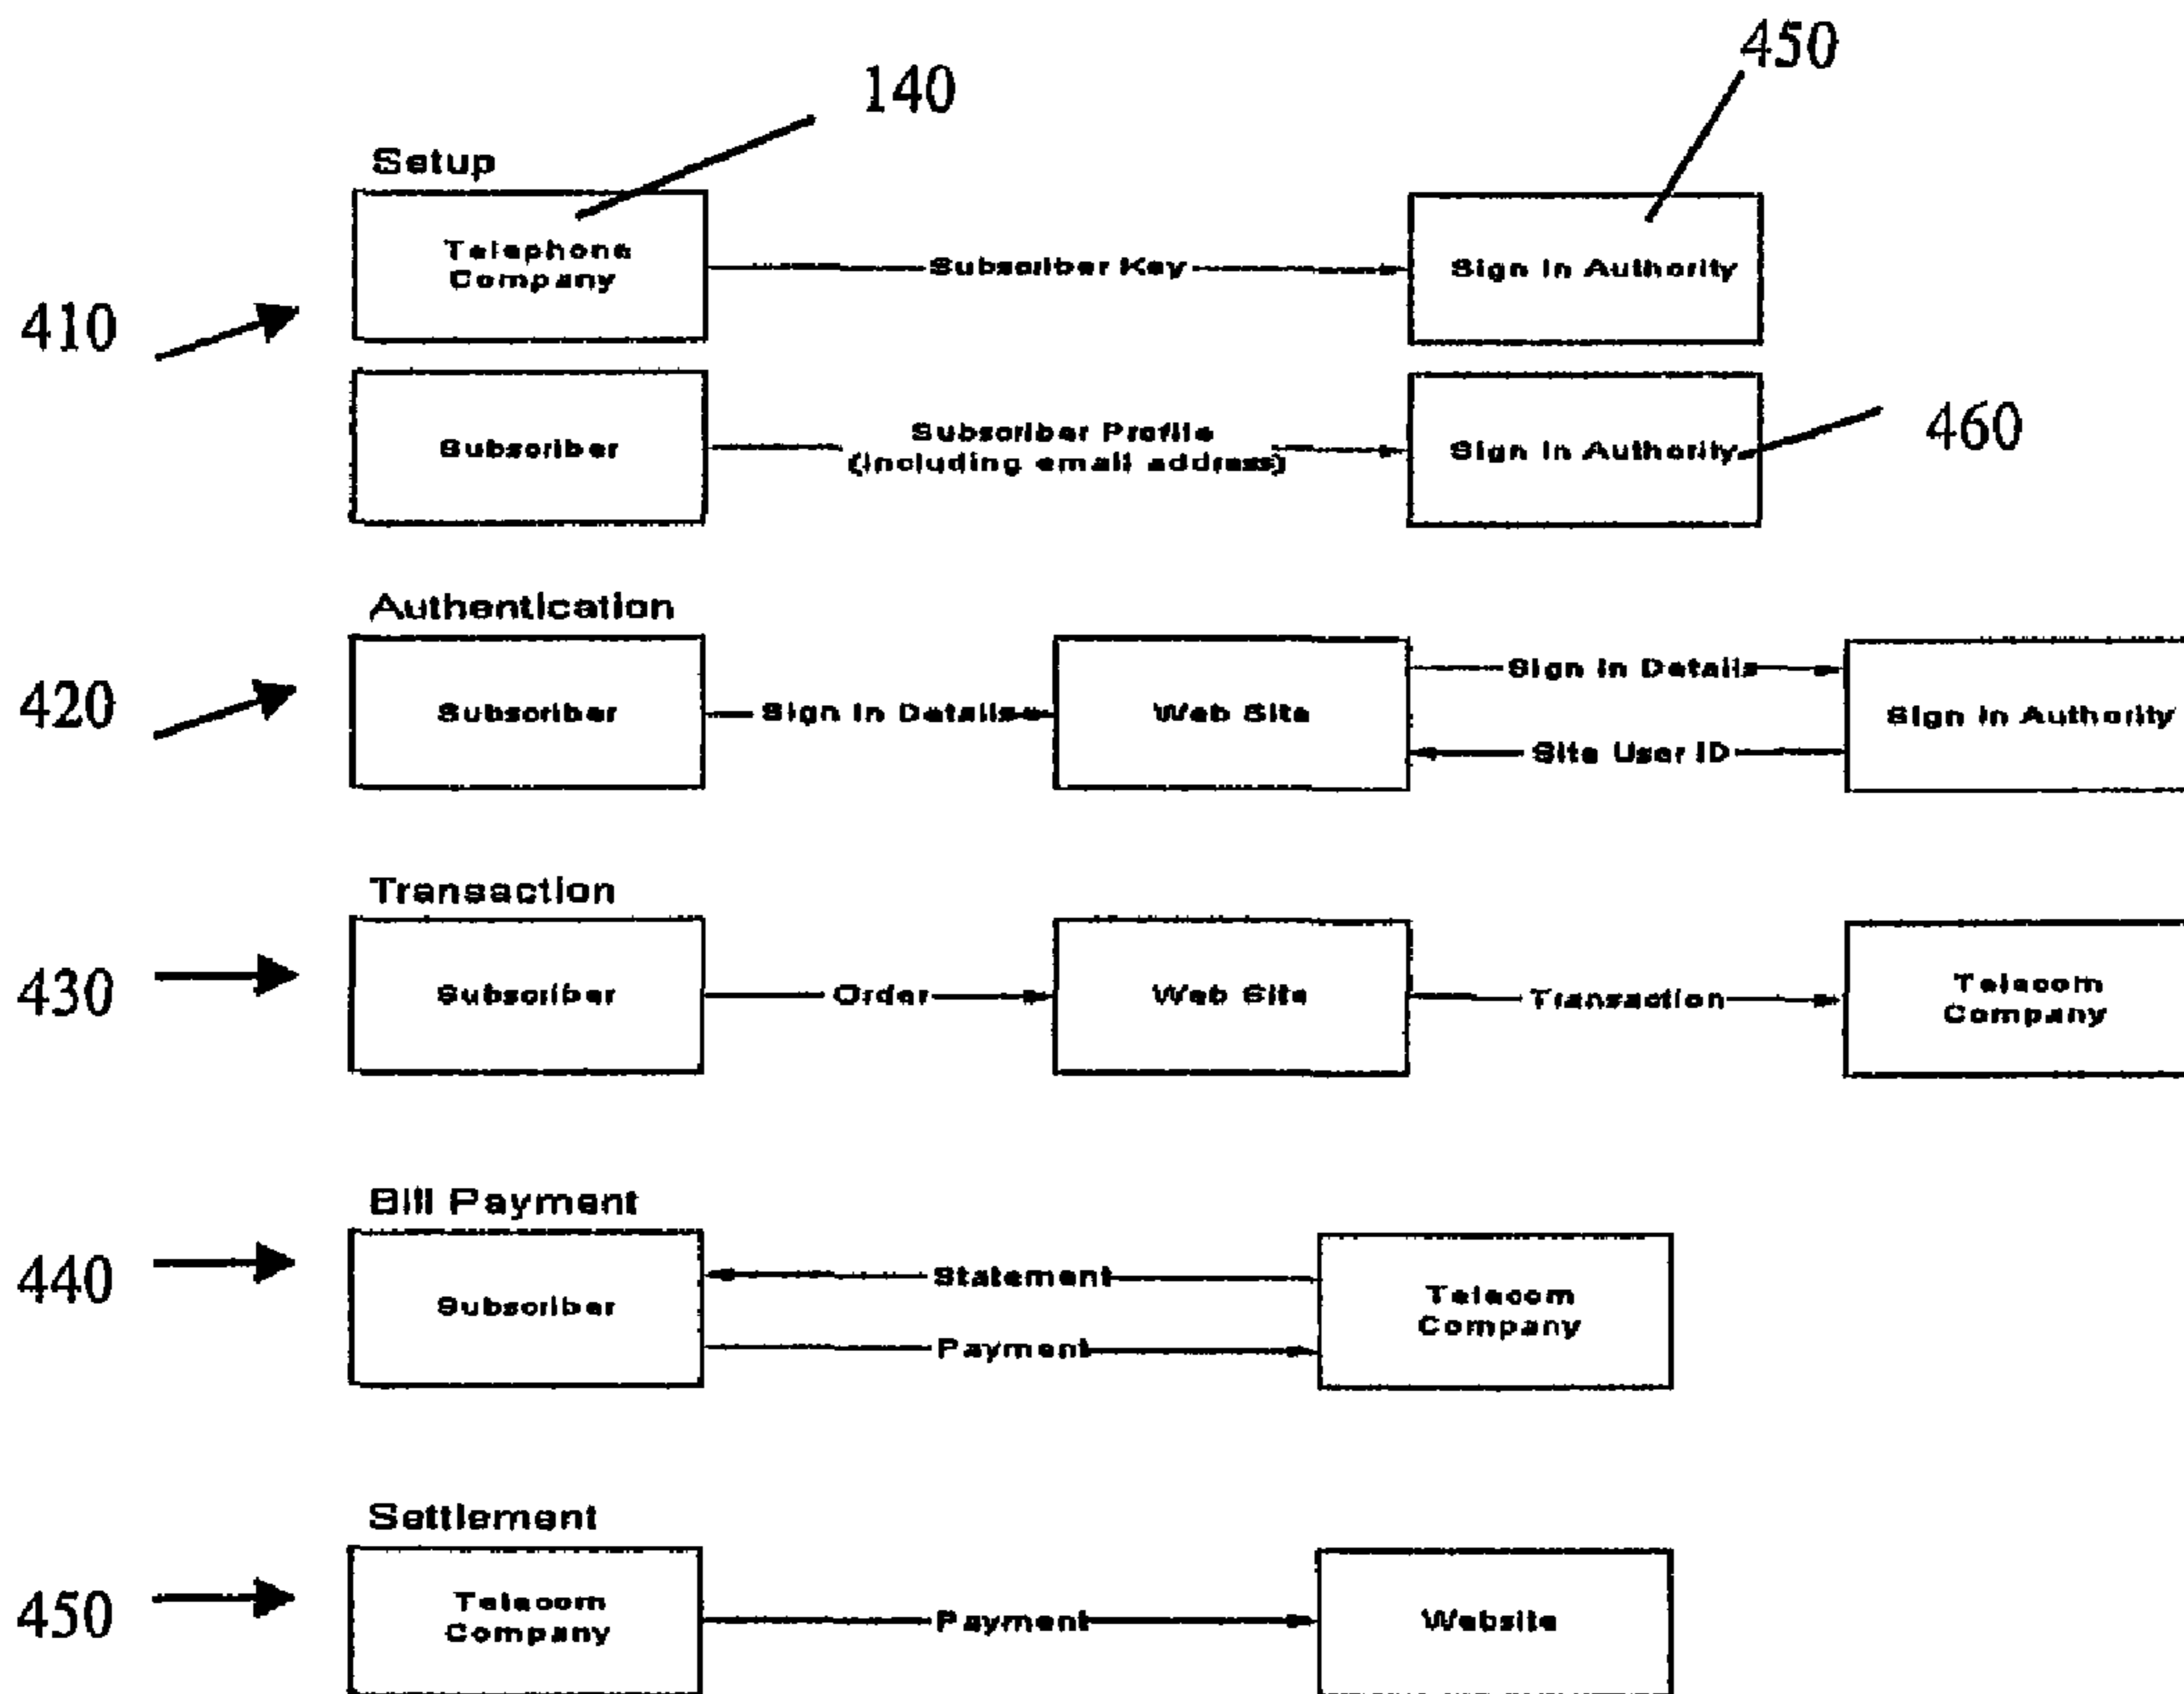 450
140
Setup
Telephone
Company
Subscriber Key
Sign In Authority
410
Subscriber
Subscriber Profile
(including email address)
Sign In Authority
460
Authentication
420
Subscriber
Sign In Details
Web Site
Sign In Details
Site User ID
Sign In Authority
Transaction
430
Subscriber
Order
Web Site
Transaction
Telecom
Company
Bill Payment
440
Subscriber
Statement
Payment
Telecom
Company
Settlement
450
Telecom
Company
Payment
Website